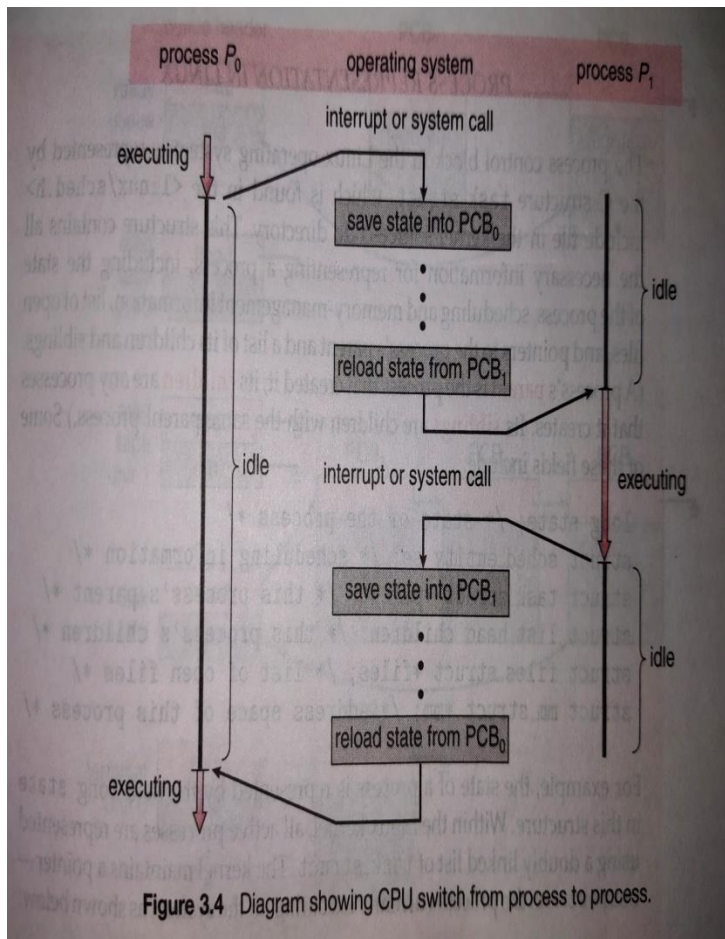 process P0 operating system process P1
interrupt or system call
executing
save state into PCB0
idle
reload state from PCB1
idle
interrupt or system call
executing
save state into PCB1
idle
reload state from PCB0
executing
Figure 3.4 Diagram showing CPU switch from process to process.